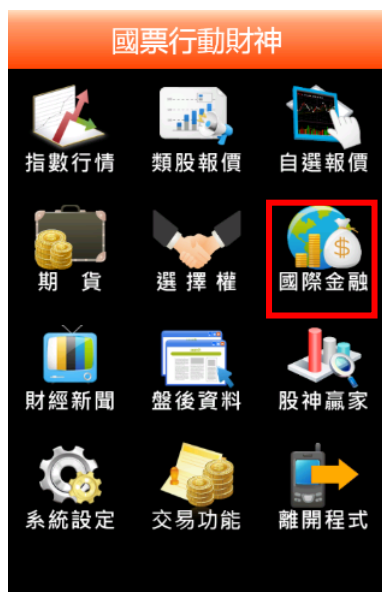 國票行動財神
指數行情 類股報價 自選報價
期 貨 選擇權 國際金融
財經新聞 盤後資料 股神贏家
系統設定 交易功能 離開程式